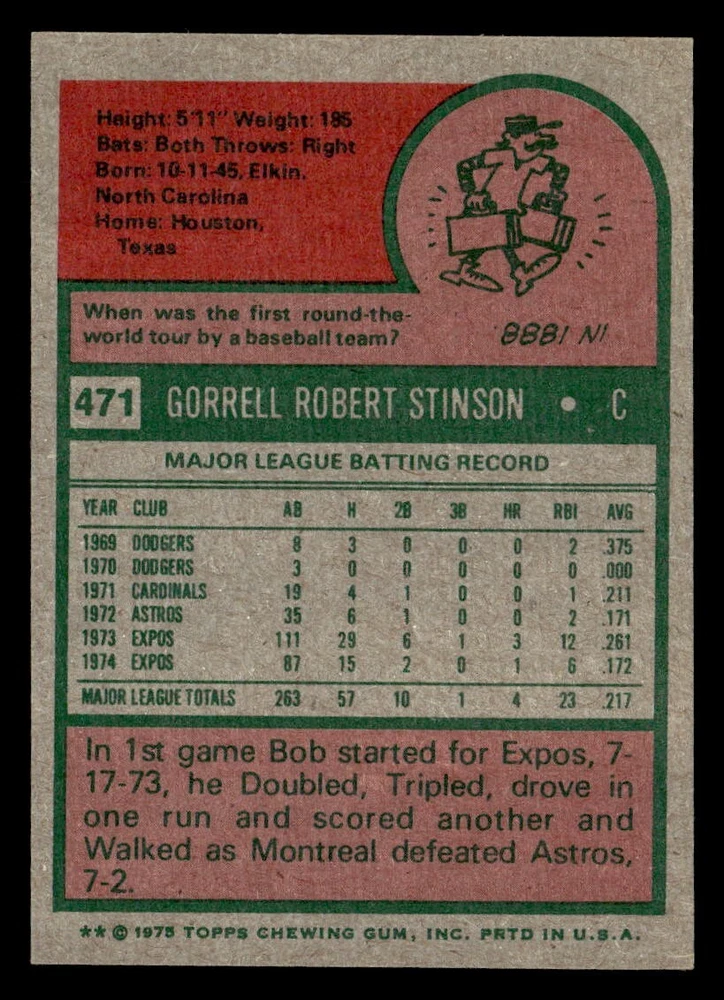 Height: 5'11" Weight: 185
Bats: Both Throws: Right
Born: 10-11-45, Elkin,
North Carolina
Home: Houston,
Texas
When was the first round-the-
world tour by a baseball team?
IN 1888.
471 GORRELL ROBERT STINSON • C
MAJOR LEAGUE BATTING RECORD
YEAR CLUB AB H 2B 3B HR RBI AVG
1969 DODGERS 8 3 0 0 0 2 .375
1970 DODGERS 3 0 0 0 0 0 .000
1971 CARDINALS 19 4 1 0 0 1 .211
1972 ASTROS 35 6 1 0 0 2 .171
1973 EXPOS 111 29 6 1 3 12 .261
1974 EXPOS 87 15 2 0 1 6 .172
MAJOR LEAGUE TOTALS 263 57 10 1 4 23 .217
In 1st game Bob started for Expos, 7-
17-73, he Doubled, Tripled, drove in
one run and scored another and
Walked as Montreal defeated Astros,
7-2.
** © 1975 TOPPS CHEWING GUM, INC. PRTD IN U.S.A.